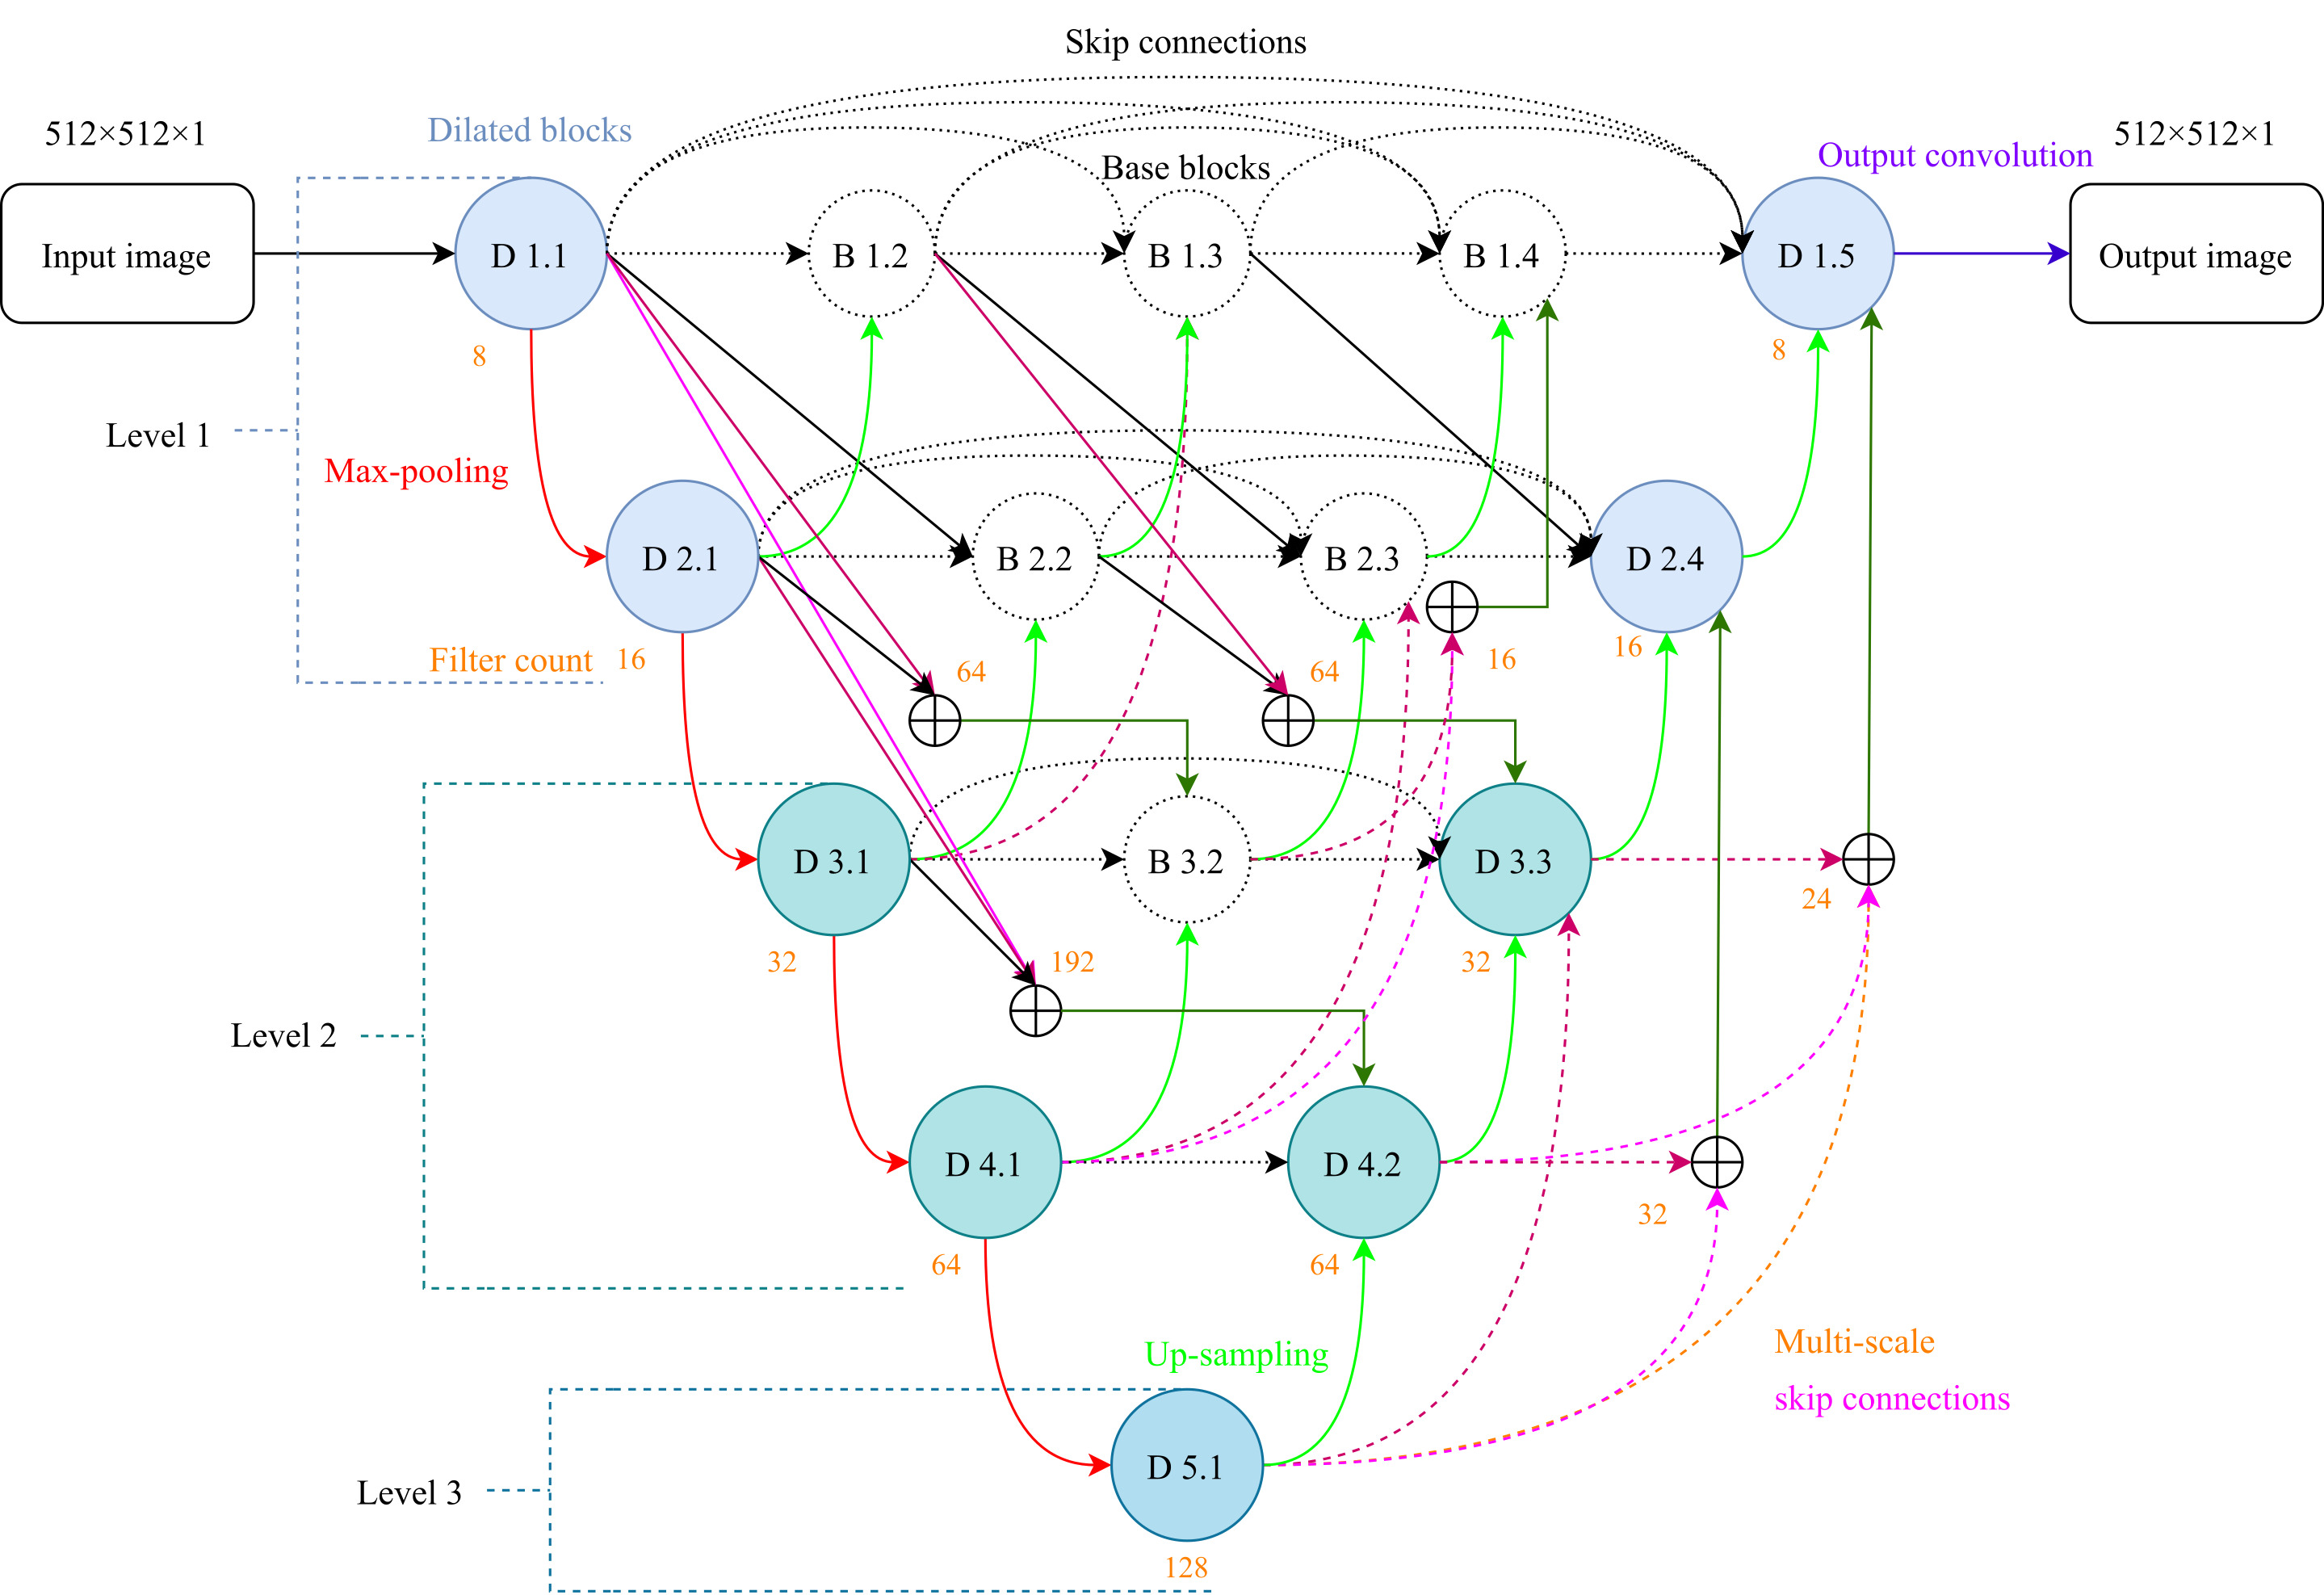 Skip connections
512×512×1
Dilated blocks
512×512×1
Output convolution
Base blocks
Input image
D 1.1
B 1.2
B 1.3
B 1.4
D 1.5
Output image
8
8
Level 1
Max-pooling
D 2.1
B 2.2
B 2.3
D 2.4
Filter count
16
64
64
16
16
D 3.1
B 3.2
D 3.3
24
32
192
32
Level 2
D 4.1
D 4.2
32
64
64
Up-sampling
Multi-scale
skip connections
D 5.1
Level 3
128